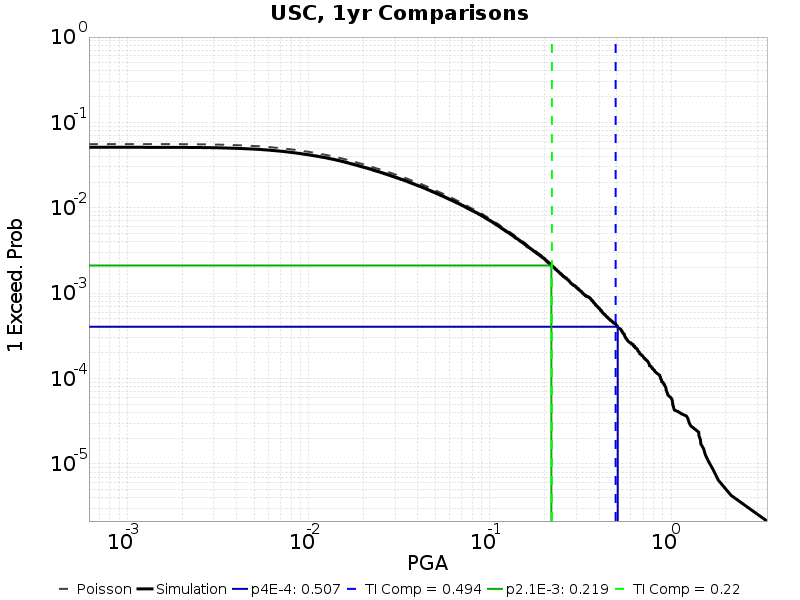 USC, 1yr Comparisons
10^0
10^-1
10^-2
10^-3
10^-4
10^-5
1 Exceed. Prob
10^-3 10^-2 10^-1 10^0
PGA
Poisson Simulation p4E-4: 0.507 TI Comp = 0.494 p2.1E-3: 0.219 TI Comp = 0.22